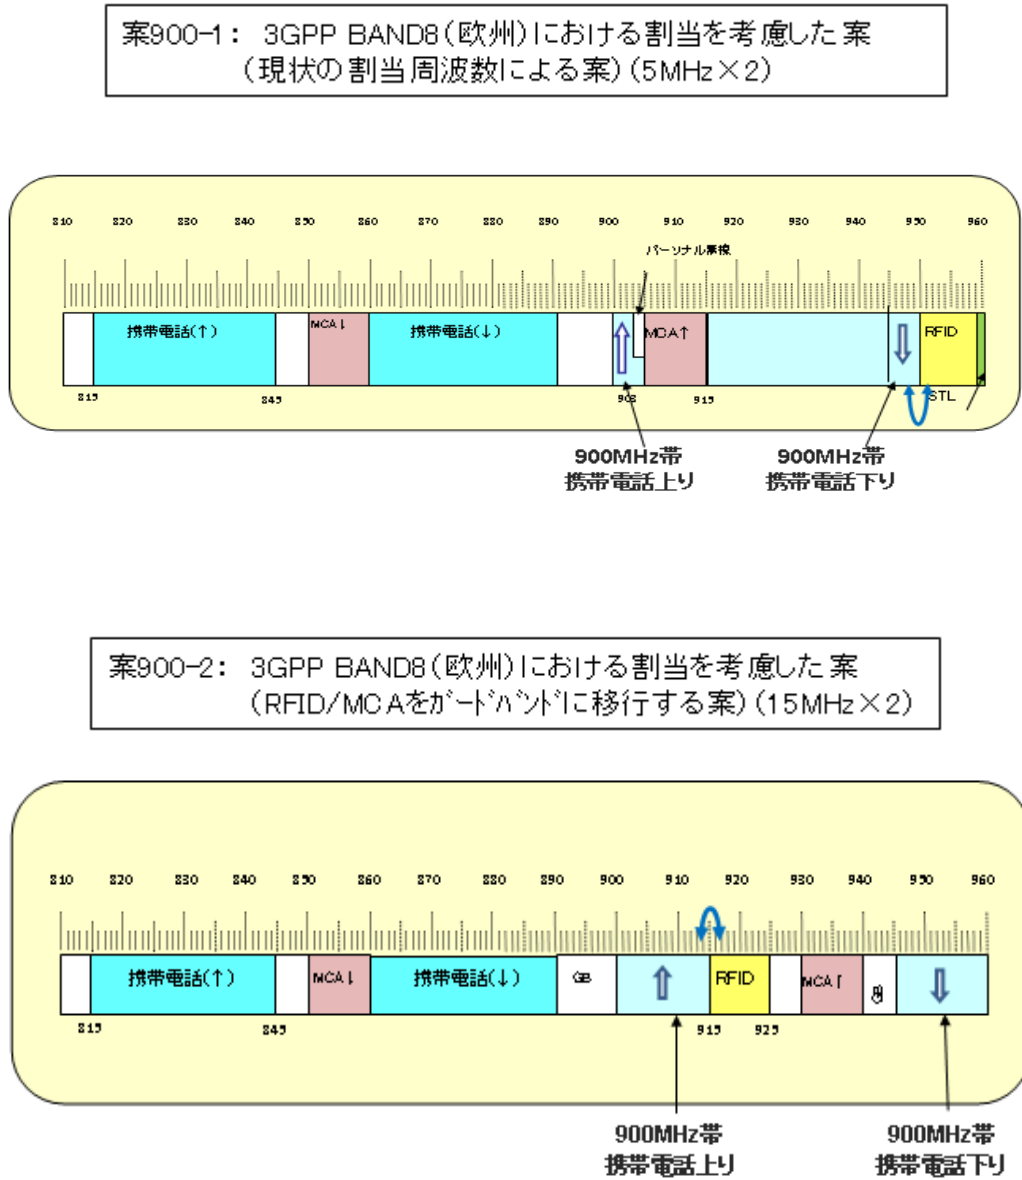 案900-1： 3GPP BAND8（欧州）における割当を考慮した案
（現状の割当周波数による案）（5MHz×2）
810 820 830 840 850 860 870 880 890 900 910 920 930 940 950 960
パーソナル無線
携帯電話(↑) MCA↓ 携帯電話(↓) MCA↑ RFID
815 845 903 915 STL
900MHz帯 900MHz帯
携帯電話上り 携帯電話下り
案900-2： 3GPP BAND8（欧州）における割当を考慮した案
（RFID/MCAをｶﾞｰﾄﾞﾊﾞﾝﾄﾞに移行する案）（15MHz×2）
810 820 830 840 850 860 870 880 890 900 910 920 930 940 950 960
携帯電話(↑) MCA↓ 携帯電話(↓) GB RFID MCA↑
815 845 915 925
900MHz帯 900MHz帯
携帯電話上り 携帯電話下り